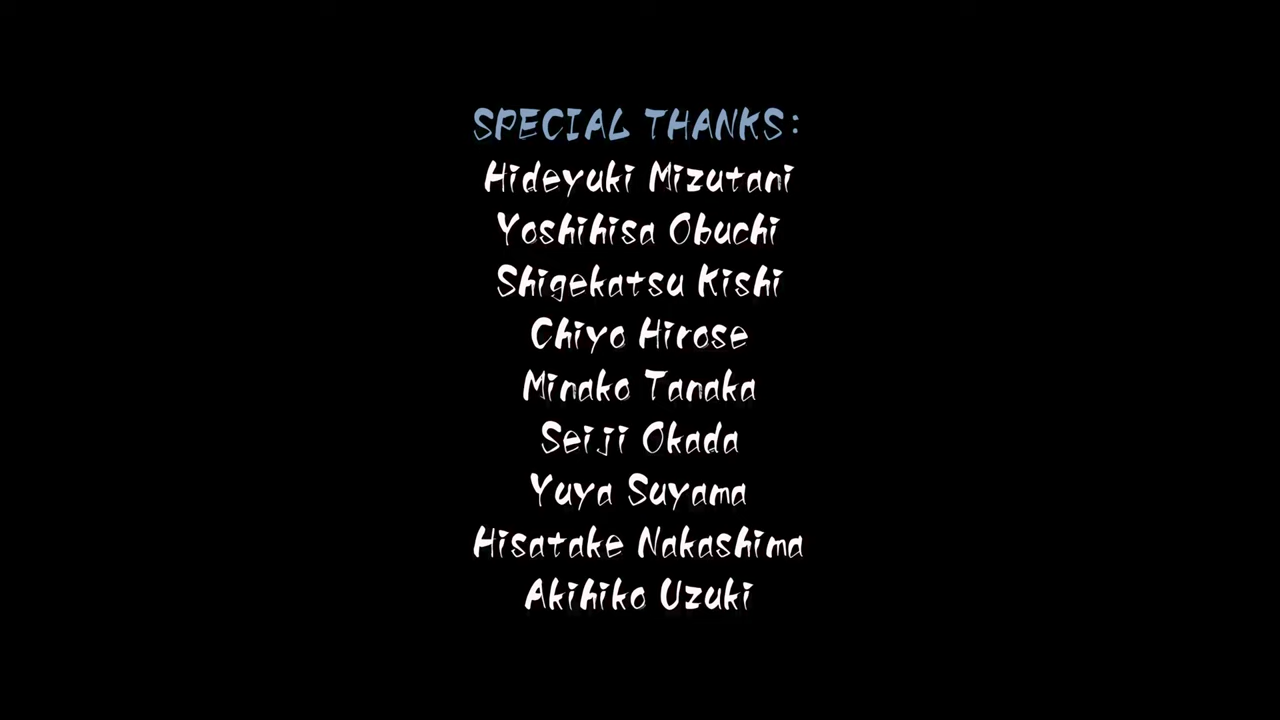 SPECIAL THANKS:
Hideyuki Mizutani
Yoshihisa Obuchi
Shigekatsu Kishi
Chiyo Hirose
Minako Tanaka
Seiji Okada
Yuya Suyama
Hisatake Nakashima
Akihiko Uzuki